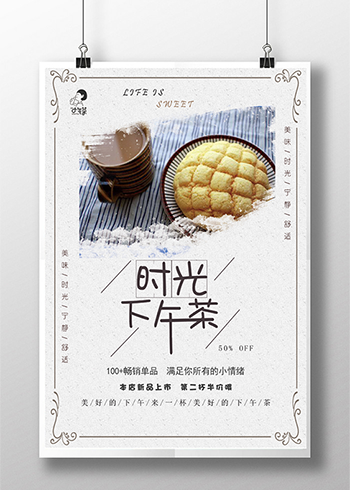 LIFE IS
SWEET
美味/时光/宁静/舒适
美味/时光/宁静/舒适
时光
下午茶
50% OFF
100+畅销单品 满足你所有的小情绪
本店新品上市 第二杯半价哦
美/好/的/下/午/来/一/杯/美/好/的/下/午/茶